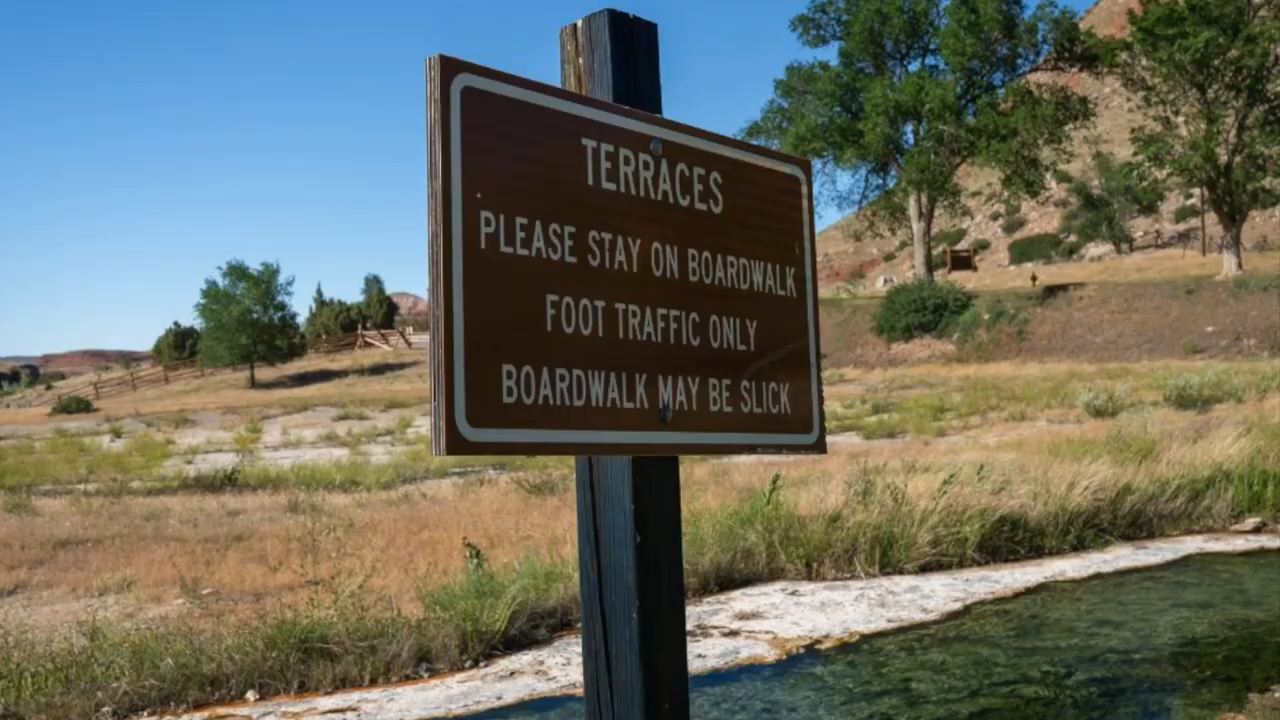 TERRACES
PLEASE STAY ON BOARDWALK
FOOT TRAFFIC ONLY
BOARDWALK MAY BE SLICK